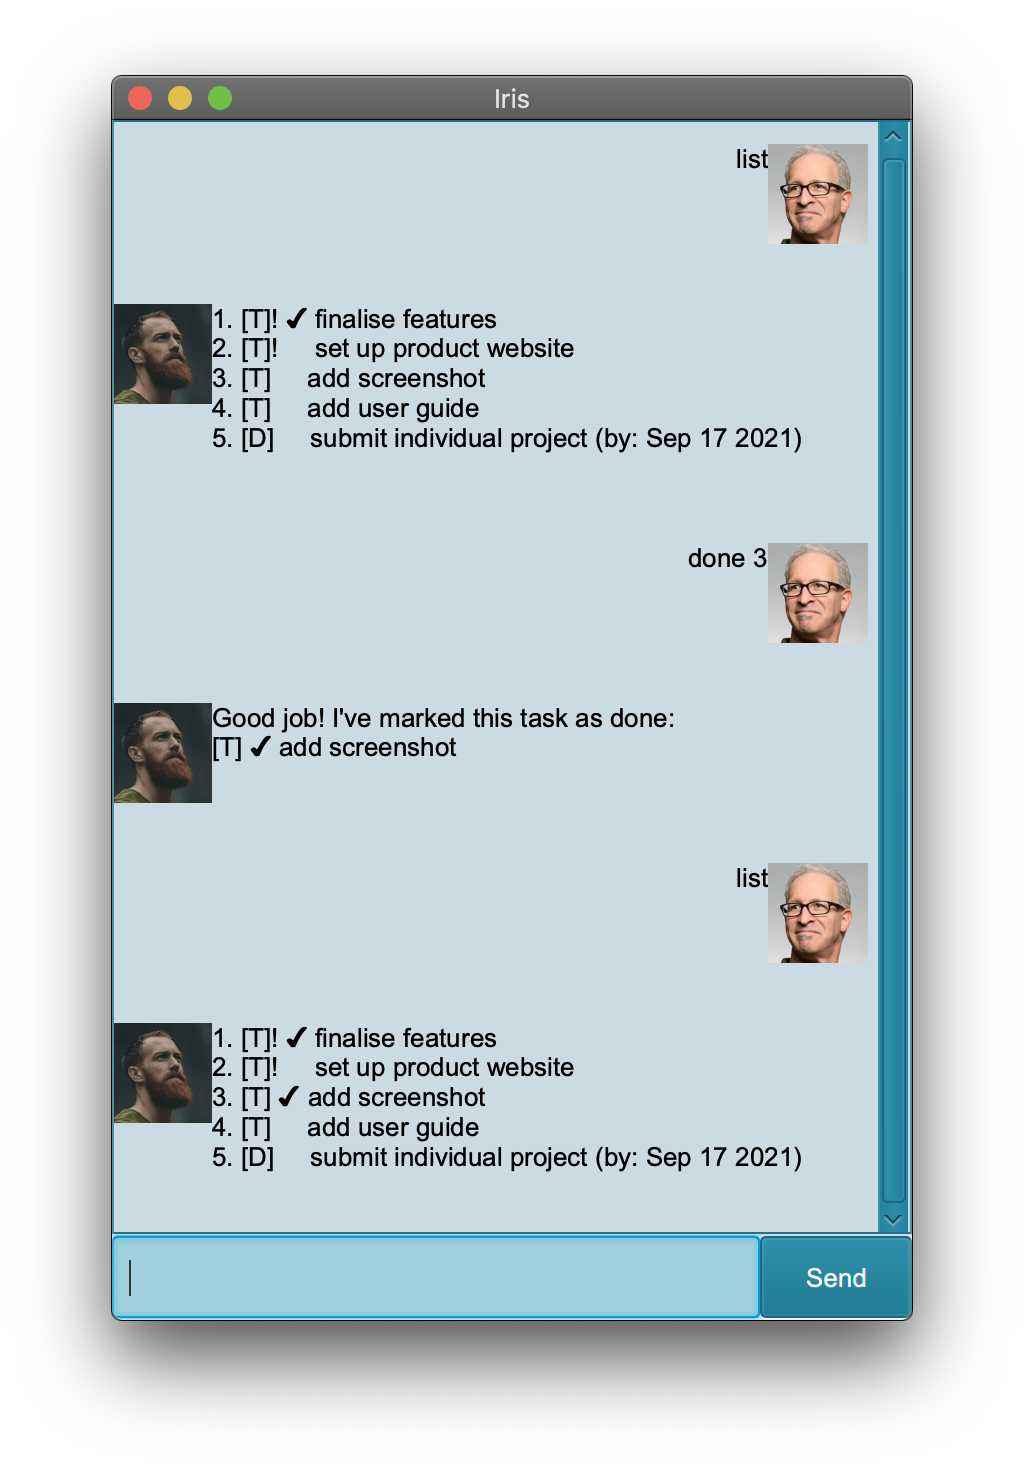 Iris
list
1. [T]! ✔ finalise features
2. [T]! set up product website
3. [T] add screenshot
4. [T] add user guide
5. [D] submit individual project (by: Sep 17 2021)
done 3
Good job! I've marked this task as done:
[T] ✔ add screenshot
list
1. [T]! ✔ finalise features
2. [T]! set up product website
3. [T] ✔ add screenshot
4. [T] add user guide
5. [D] submit individual project (by: Sep 17 2021)
Send